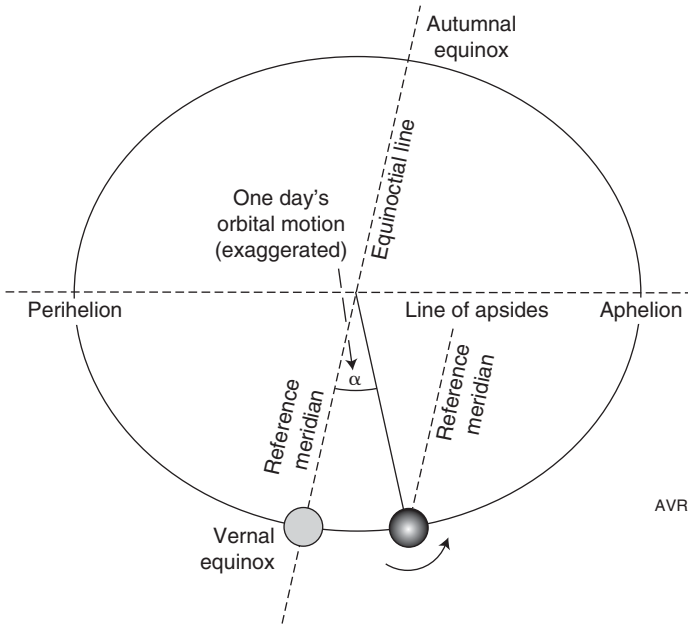 Autumnal
equinox
Equinoctial line
One day's
orbital motion
(exaggerated)
Perihelion
Line of apsides
Aphelion
α
Reference
meridian
Reference
meridian
AVR
Vernal
equinox